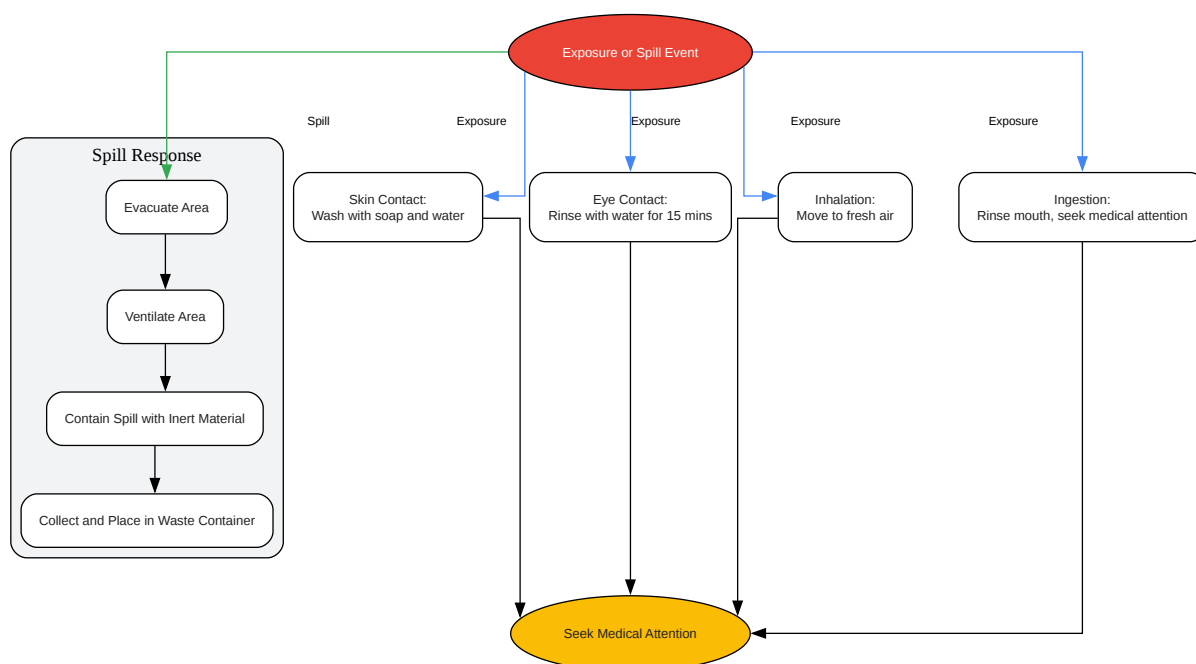 Exposure or Spill Event
Spill
Exposure
Exposure
Exposure
Exposure
Spill Response
Evacuate Area
Ventilate Area
Contain Spill with Inert Material
Collect and Place in Waste Container
Skin Contact:
Wash with soap and water
Eye Contact:
Rinse with water for 15 mins
Inhalation:
Move to fresh air
Ingestion:
Rinse mouth, seek medical attention
Seek Medical Attention